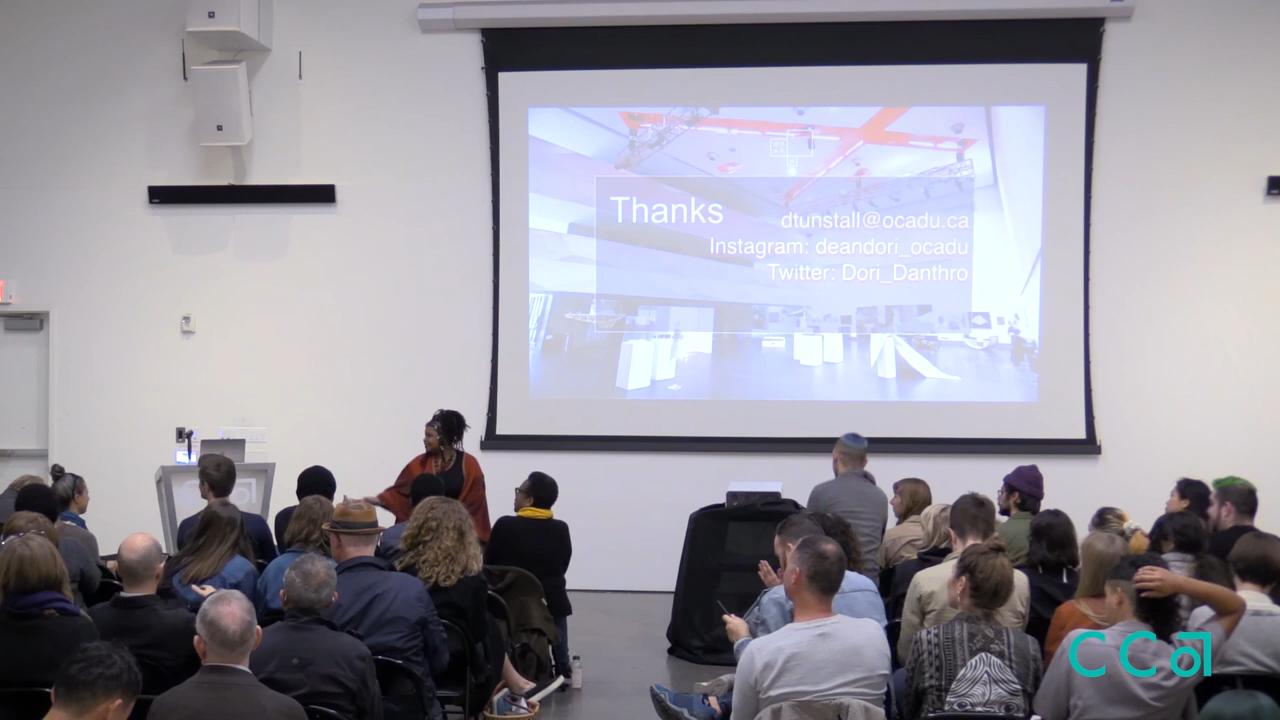 Thanks
dtunstall@ocadu.ca
Instagram: deandori_ocadu
Twitter: Dori_Danthro
cca